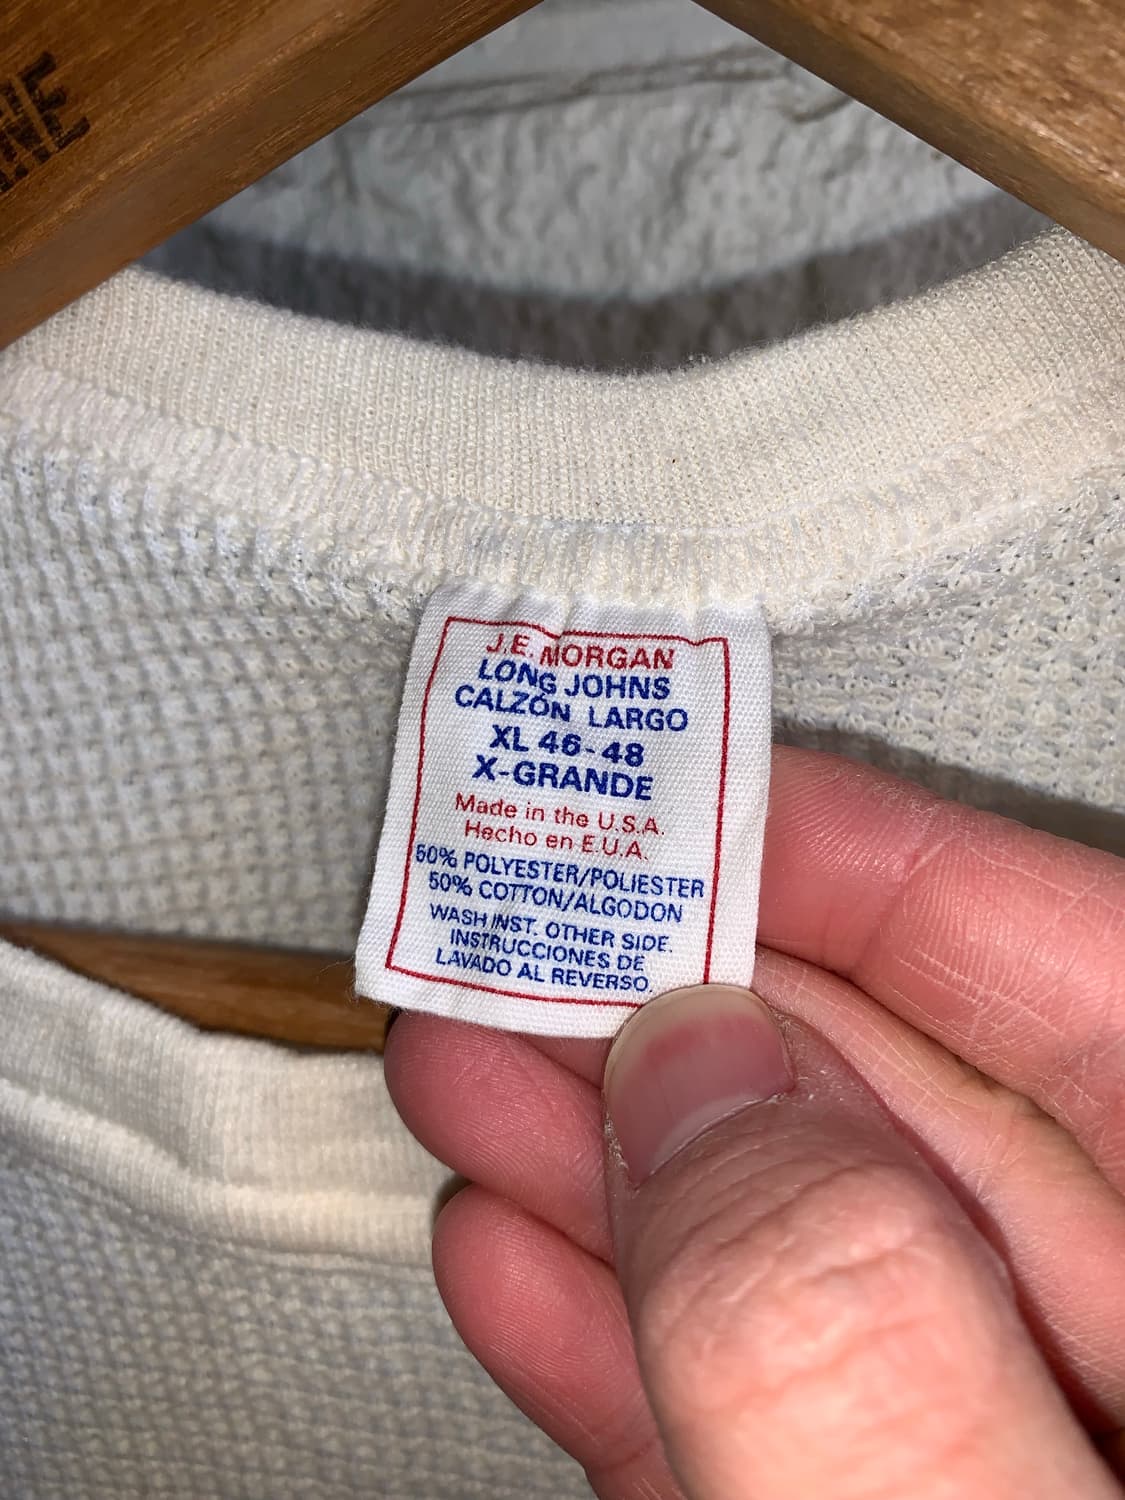 J.E. MORGAN
LONG JOHNS
CALZÓN LARGO
XL 46-48
X-GRANDE
Made in the U.S.A.
Hecho en E.U.A.
50% POLYESTER/POLIESTER
50% COTTON/ALGODON
WASH INST. OTHER SIDE.
INSTRUCCIONES DE
LAVADO AL REVERSO.